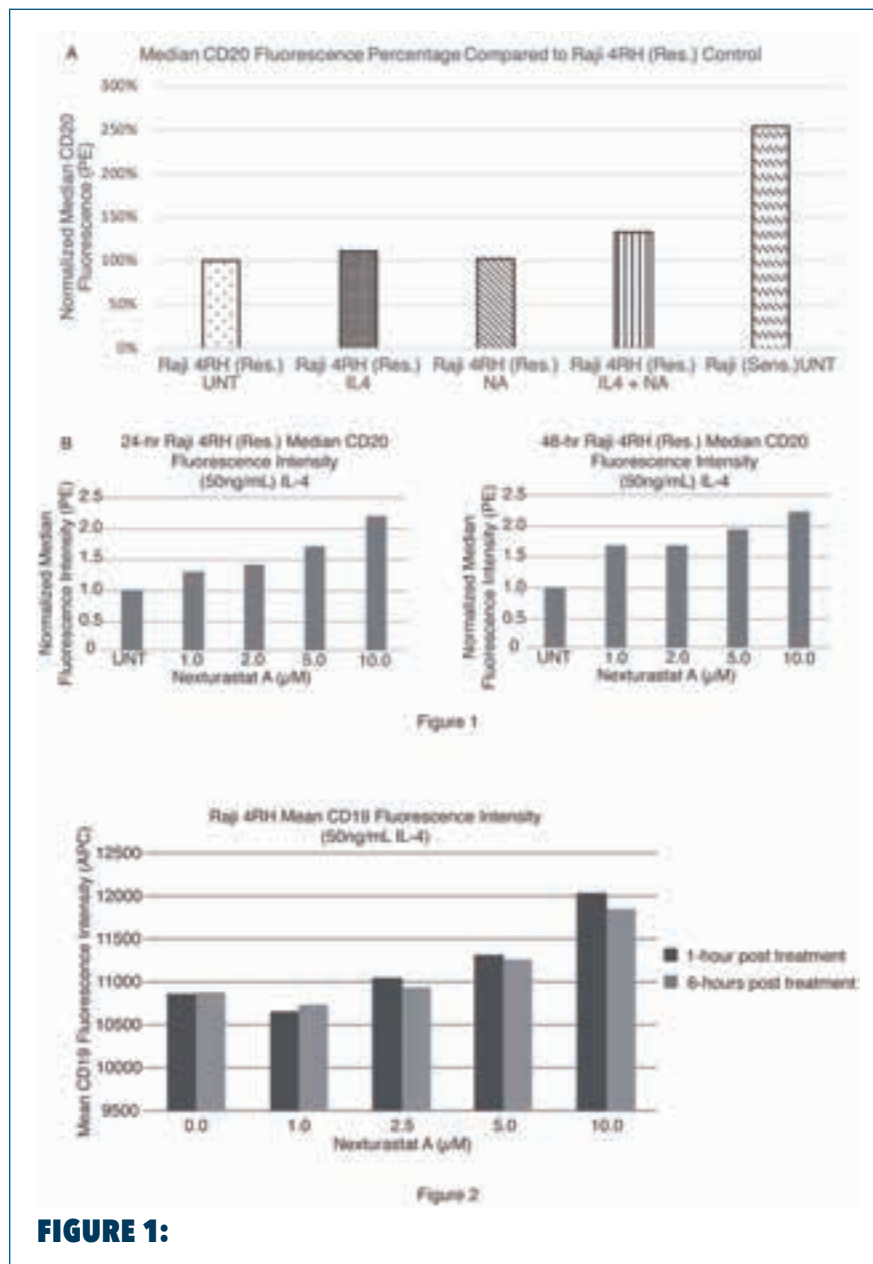 A Median CD20 Fluorescence Percentage Compared to Raji 4RH (Res.) Control
Normalized Median CD20
Fluorescence (PE)
300%
250%
200%
150%
100%
50%
0%
Raji 4RH (Res.) Raji 4RH (Res.) Raji 4RH (Res.) Raji 4RH (Res.) Raji (Sens.)UNT
UNT IL4 NA IL4 + NA
B 24-hr Raji 4RH (Res.) Median CD20
Fluorescence Intensity
(50ng/mL) IL-4
Normalized Median
Fluorescence Intensity (PE)
2.5
2.0
1.5
1.0
0.5
0
UNT 1.0 2.0 5.0 10.0
Nexturastat A (µM)
48-hr Raji 4RH (Res.) Median CD20
Fluorescence Intensity
(50ng/mL) IL-4
Normalized Median
Fluorescence Intensity (PE)
2.5
2.0
1.5
1.0
0.5
0
UNT 1.0 2.0 5.0 10.0
Nexturastat A (µM)
Figure 1
Raji 4RH Mean CD19 Fluorescence Intensity
(50ng/mL IL-4)
Mean CD19 Fluorescence Intensity (APC)
12500
12000
11500
11000
10500
10000
9500
0.0 1.0 2.5 5.0 10.0
Nexturastat A (µM)
1-hour post treatment
6-hours post treatment
Figure 2
FIGURE 1: